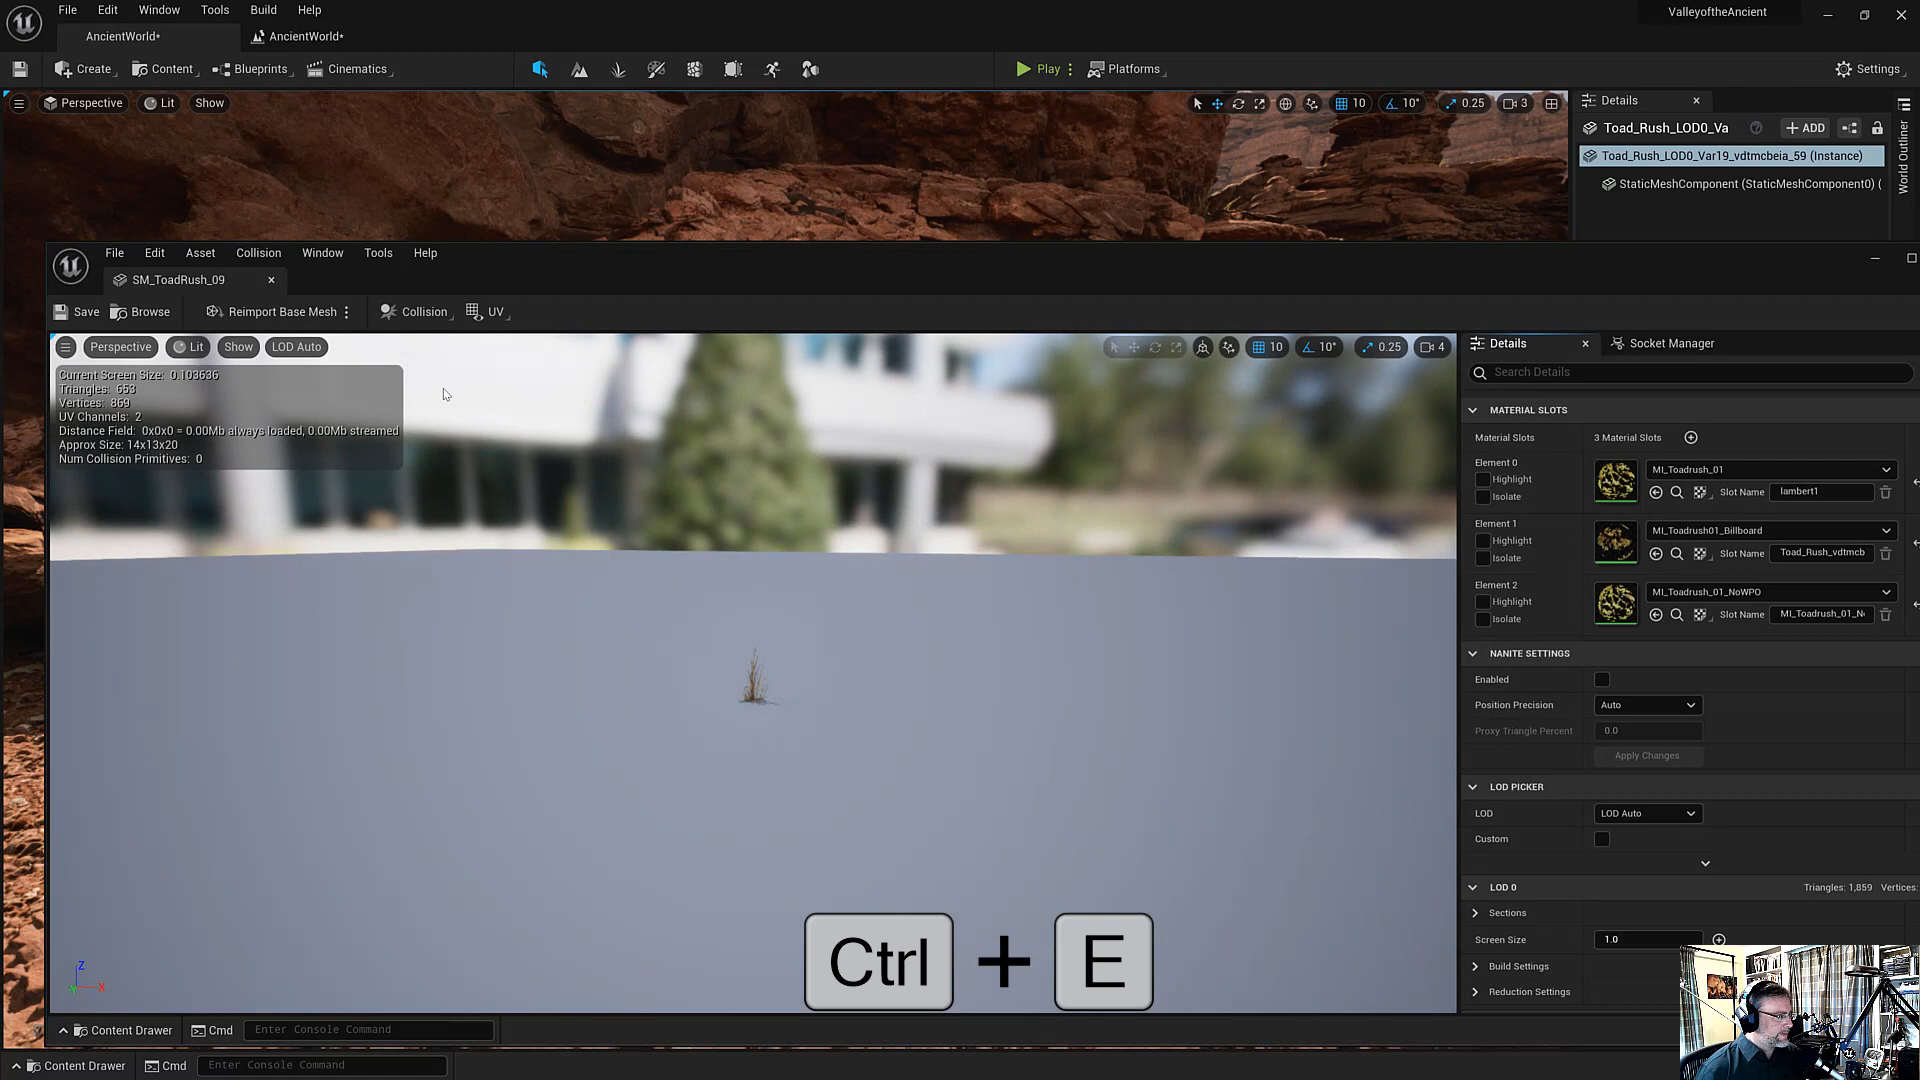 File Edit Window Tools Build Help
ValleyoftheAncient
AncientWorld* AncientWorld*
Create Content Blueprints Cinematics Play Platforms Settings
Perspective Lit Show 10 10° 0.25 3
Details
World Outliner
Toad_Rush_LOD0_Va ADD
Toad_Rush_LOD0_Var19_vdtmcbeia_59 (Instance)
StaticMeshComponent (StaticMeshComponent0) (
File Edit Asset Collision Window Tools Help
SM_ToadRush_09
Save Browse Reimport Base Mesh Collision UV
Perspective Lit Show LOD Auto 10 10° 0.25 4
Current Screen Size: 0.103636
Triangles: 653
Vertices: 869
UV Channels: 2
Distance Field: 0x0x0 = 0.00Mb always loaded, 0.00Mb streamed
Approx Size: 14x13x20
Num Collision Primitives: 0
Details Socket Manager
Search Details
MATERIAL SLOTS
Material Slots 3 Material Slots
Element 0 MI_Toadrush_01
Highlight
Isolate Slot Name lambert1
Element 1 MI_Toadrush01_Billboard
Highlight
Isolate Slot Name Toad_Rush_vdtmcb
Element 2 MI_Toadrush_01_NoWPO
Highlight
Isolate Slot Name MI_Toadrush_01_N
NANITE SETTINGS
Enabled
Position Precision Auto
Proxy Triangle Percent 0.0
Apply Changes
LOD PICKER
LOD LOD Auto
Custom
LOD 0 Triangles: 1,859 Vertices:
Sections
Screen Size 1.0
Build Settings
Reduction Settings
Z
Y X
Ctrl + E
Content Drawer Cmd Enter Console Command
Content Drawer Cmd Enter Console Command